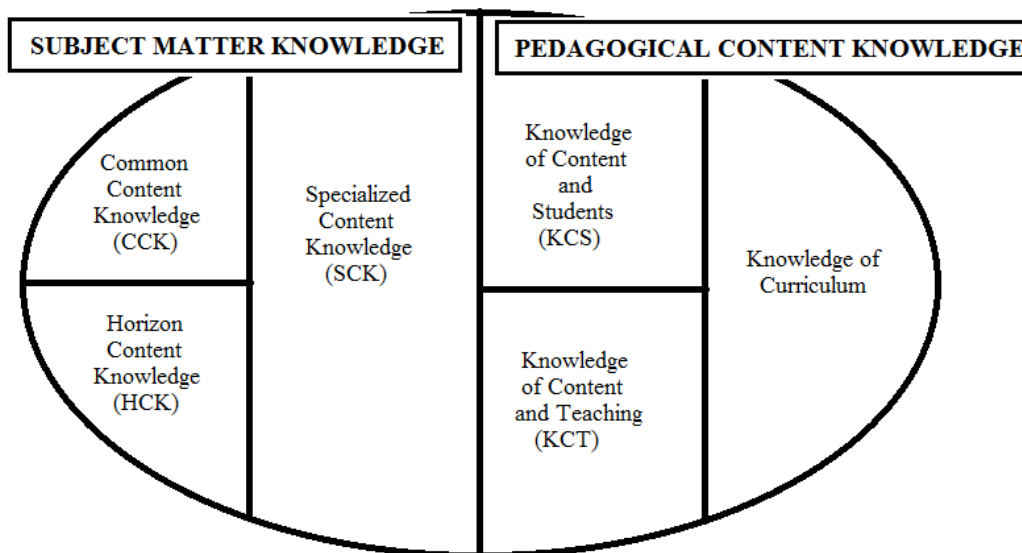 SUBJECT MATTER KNOWLEDGE
PEDAGOGICAL CONTENT KNOWLEDGE
Common
Content
Knowledge
(CCK)
Horizon
Content
Knowledge
(HCK)
Specialized
Content
Knowledge
(SCK)
Knowledge
of Content
and
Students
(KCS)
Knowledge
of Content
and Teaching
(KCT)
Knowledge of
Curriculum